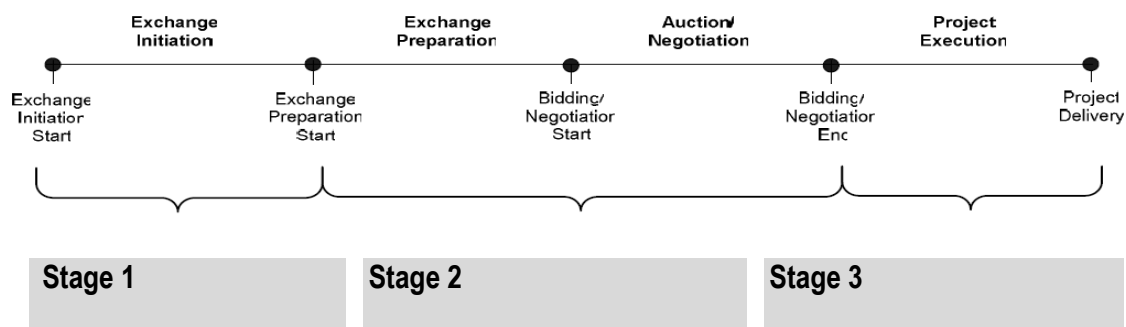 Exchange
Initiation
Exchange
Preparation
Auction/
Negotiation
Project
Execution
Exchange
Initiation
Start
Exchange
Preparation
Start
Bidding/
Negotiation
Start
Bidding/
Negotiation
End
Project
Delivery
Stage 1
Stage 2
Stage 3